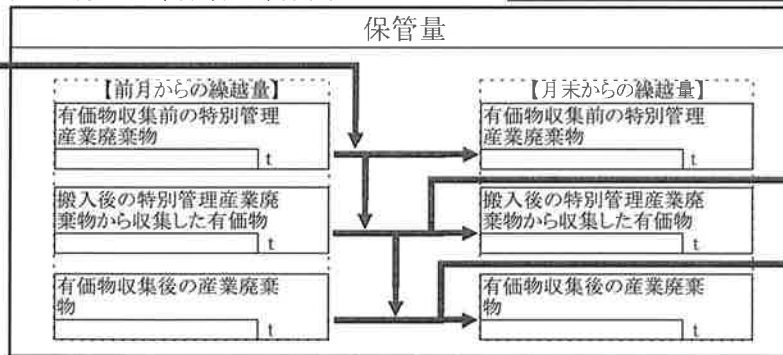 保管量
【前月からの繰越量】
有価物収集前の特別管理
産業廃棄物
t
搬入後の特別管理産業廃
棄物から収集した有価物
t
有価物収集後の産業廃棄
物
t
【月末からの繰越量】
有価物収集前の特別管理
産業廃棄物
t
搬入後の特別管理産業廃
棄物から収集した有価物
t
有価物収集後の産業廃棄
物
t